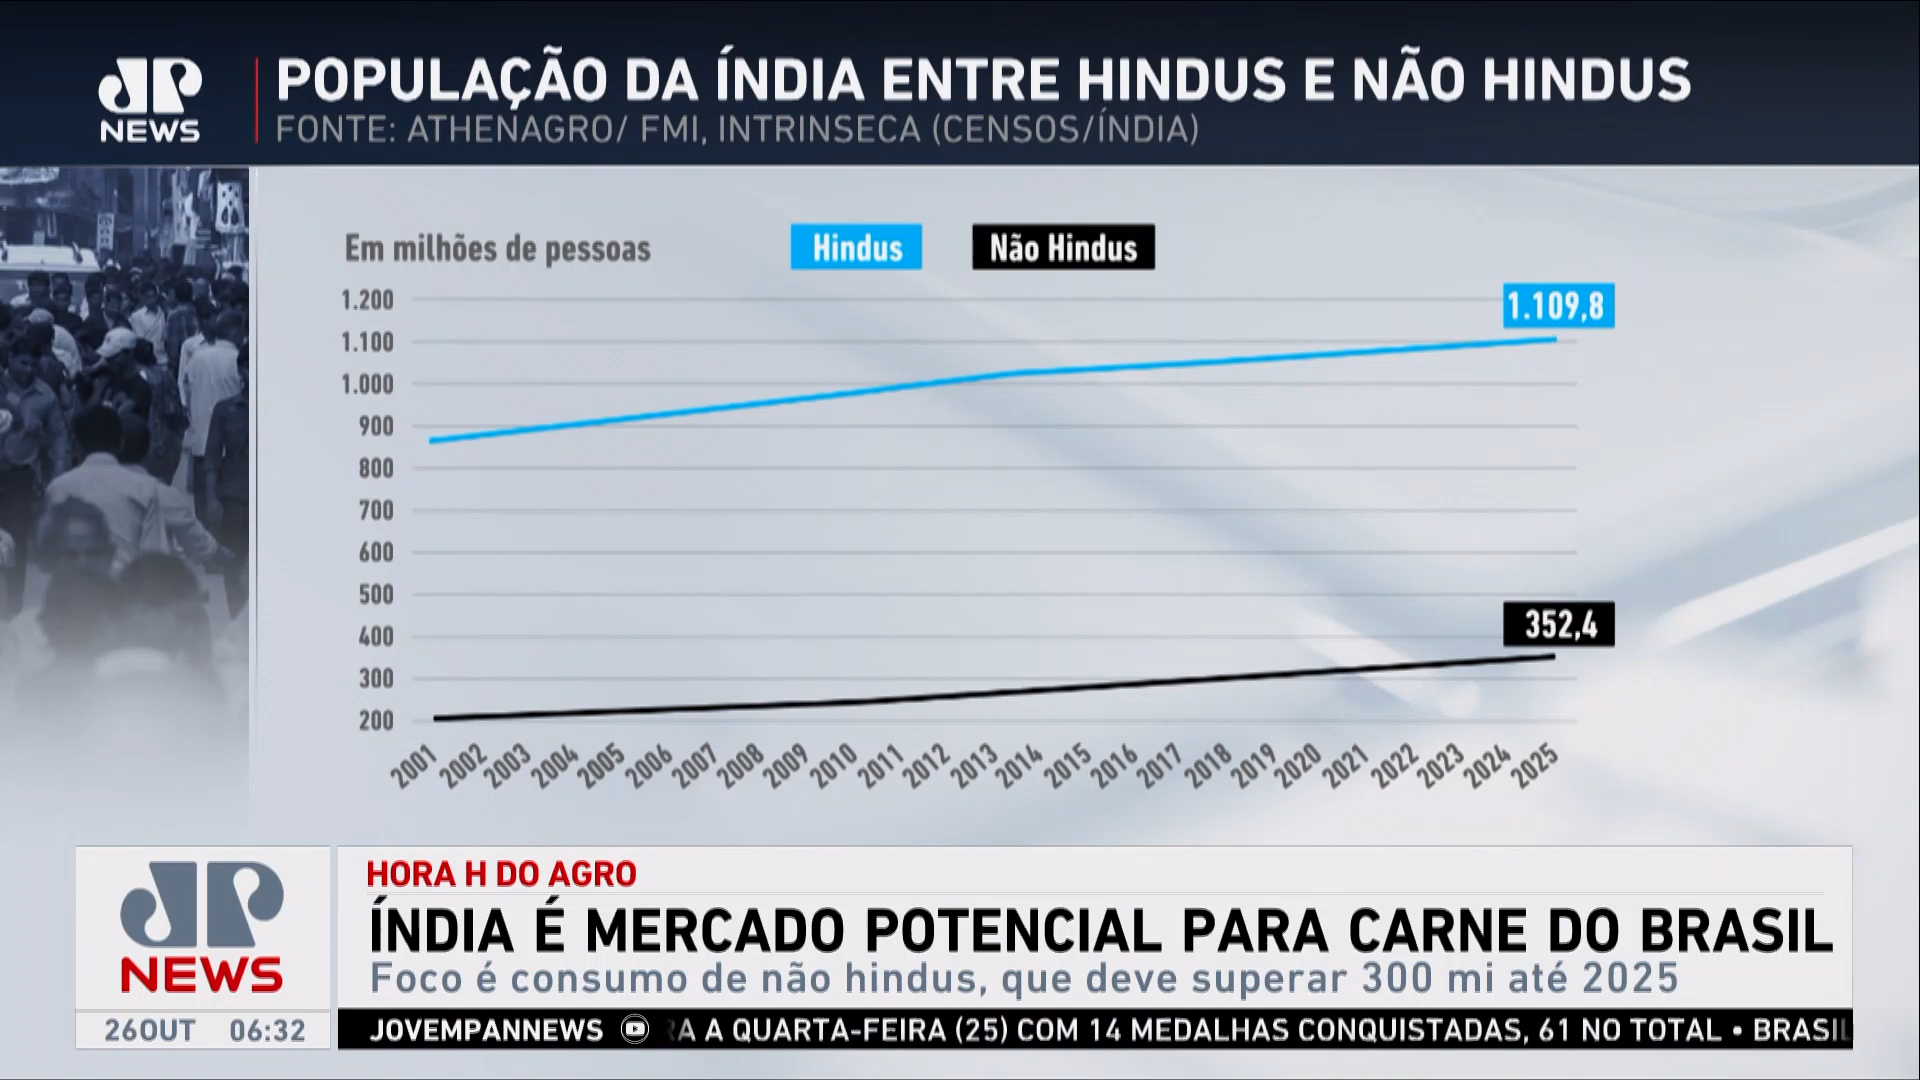 JP
NEWS
POPULAÇÃO DA ÍNDIA ENTRE HINDUS E NÃO HINDUS
FONTE: ATHENAGRO/ FMI, INTRINSECA (CENSOS/ÍNDIA)
Em milhões de pessoas
Hindus
Não Hindus
1.200
1.100
1.000
900
800
700
600
500
400
300
200
1.109,8
352,4
2001
2002
2003
2004
2005
2006
2007
2008
2009
2010
2011
2012
2013
2014
2015
2016
2017
2018
2019
2020
2021
2022
2023
2024
2025
JP
NEWS
26OUT 06:32
HORA H DO AGRO
ÍNDIA É MERCADO POTENCIAL PARA CARNE DO BRASIL
Foco é consumo de não hindus, que deve superar 300 mi até 2025
JOVEMPANNEWS A QUARTA-FEIRA (25) COM 14 MEDALHAS CONQUISTADAS, 61 NO TOTAL • BRASIL